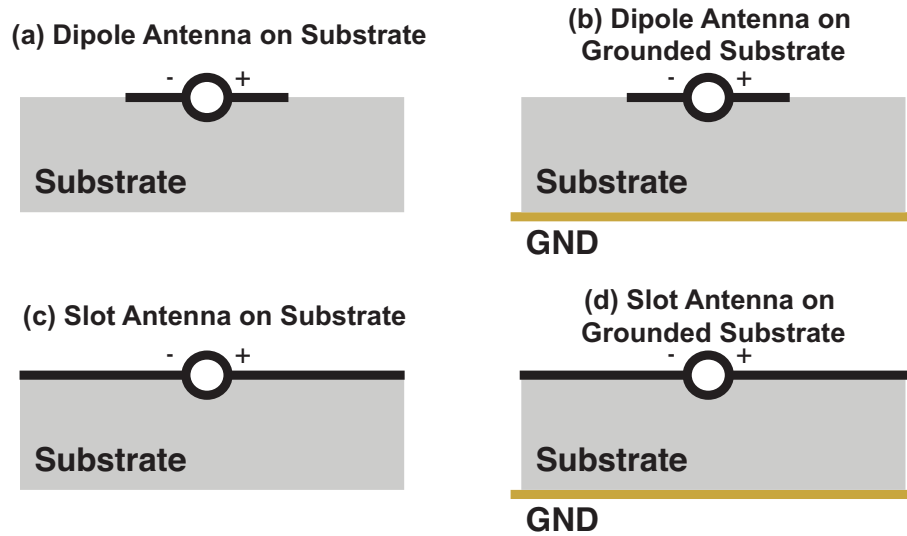 (a) Dipole Antenna on Substrate
- +
Substrate
(b) Dipole Antenna on
Grounded Substrate
- +
Substrate
GND
(c) Slot Antenna on Substrate
- +
Substrate
(d) Slot Antenna on
Grounded Substrate
- +
Substrate
GND